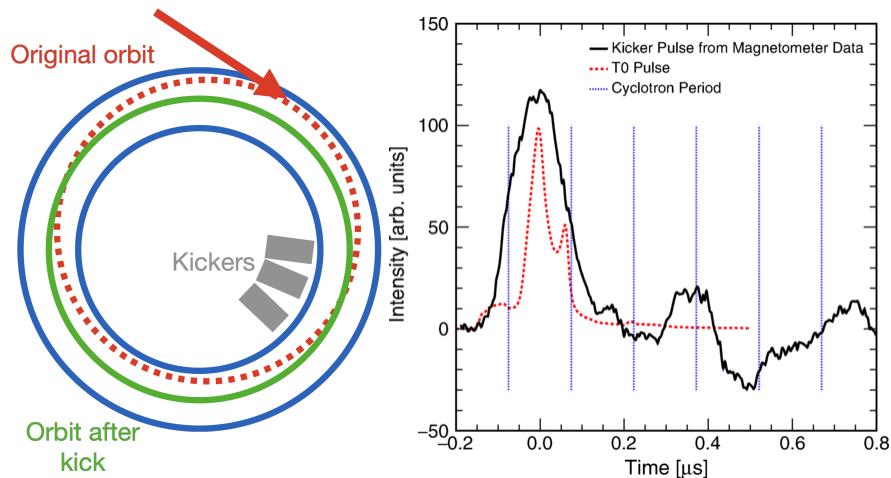 Original orbit
Kickers
Orbit after
kick
Intensity [arb. units]
150
100
50
0
−50
−0.2
0.0
0.2
0.4
0.6
0.8
Time [μs]
Kicker Pulse from Magnetometer Data
T0 Pulse
Cyclotron Period